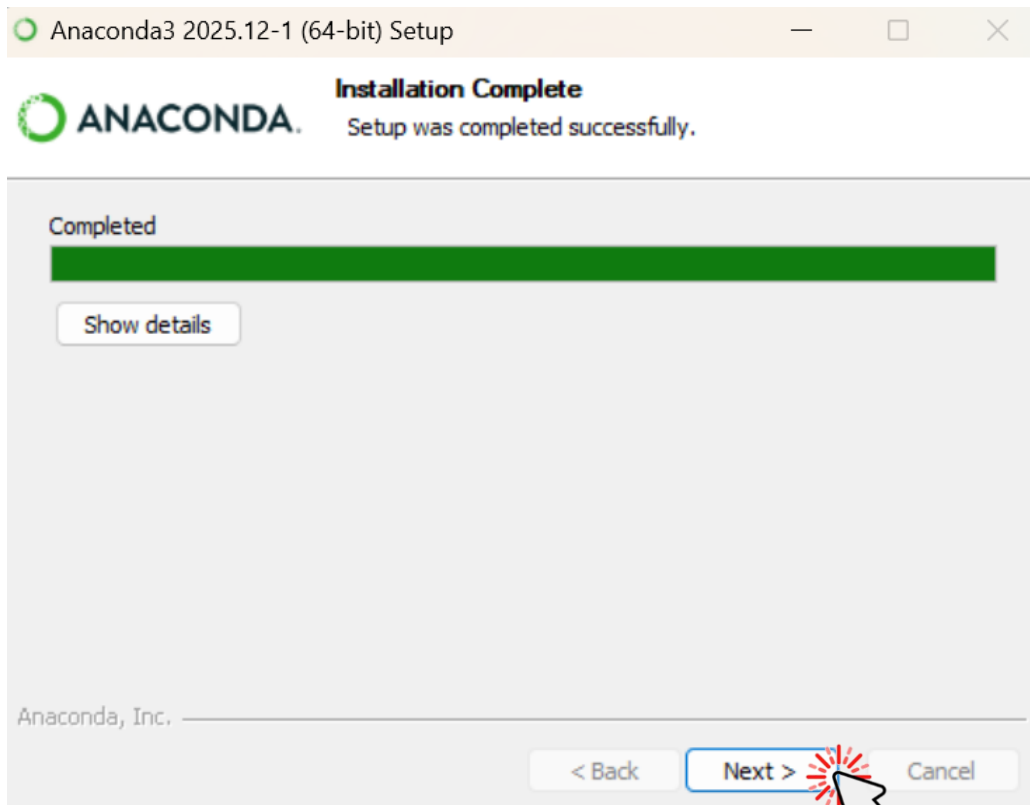 Anaconda3 2025.12-1 (64-bit) Setup
ANACONDA.
Installation Complete
Setup was completed successfully.
Completed
Show details
Anaconda, Inc.
< Back
Next >
Cancel